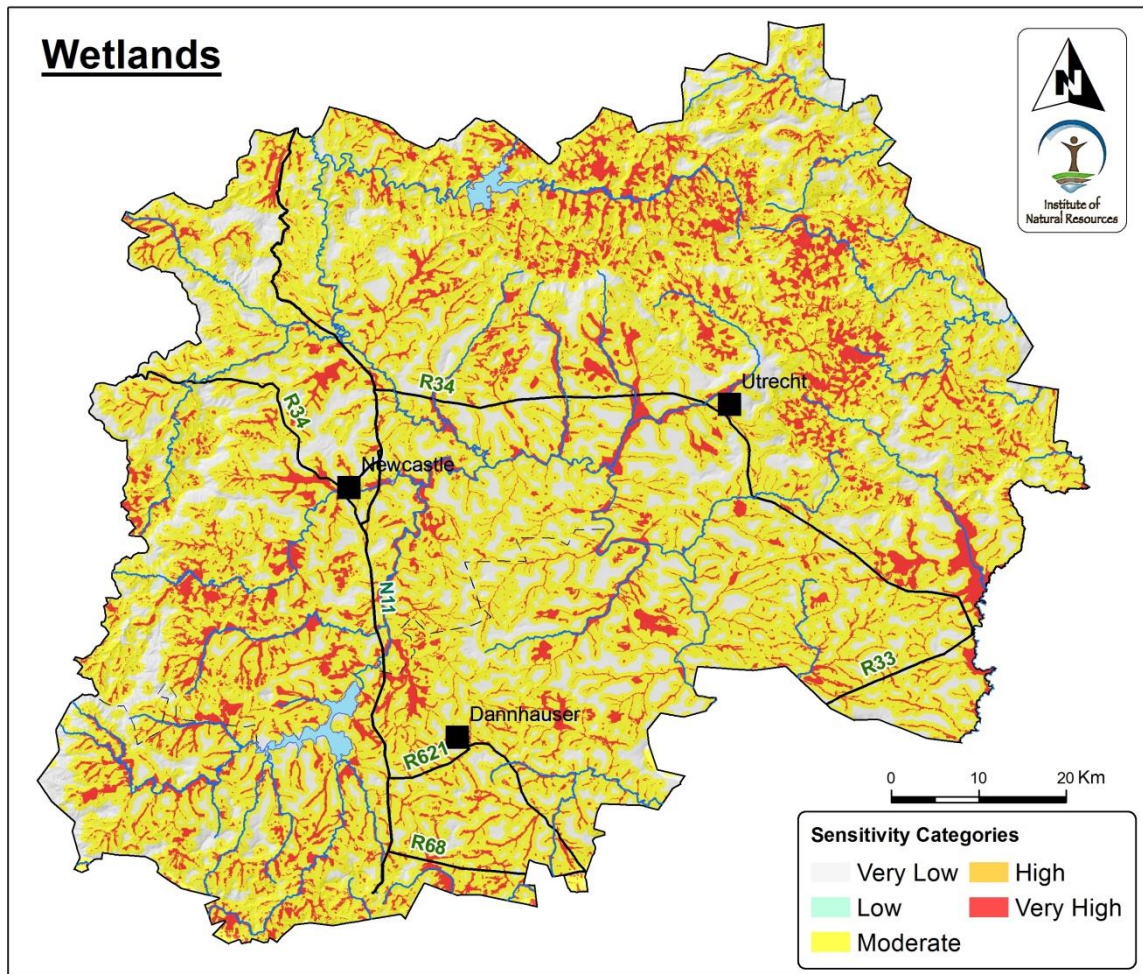 Wetlands
N
Institute of
Natural Resources
R34
Utrecht
R34
Newcastle
N11
R33
Dannhauser
R621
R68
0 10 20 Km
Sensitivity Categories
Very Low High
Low Very High
Moderate